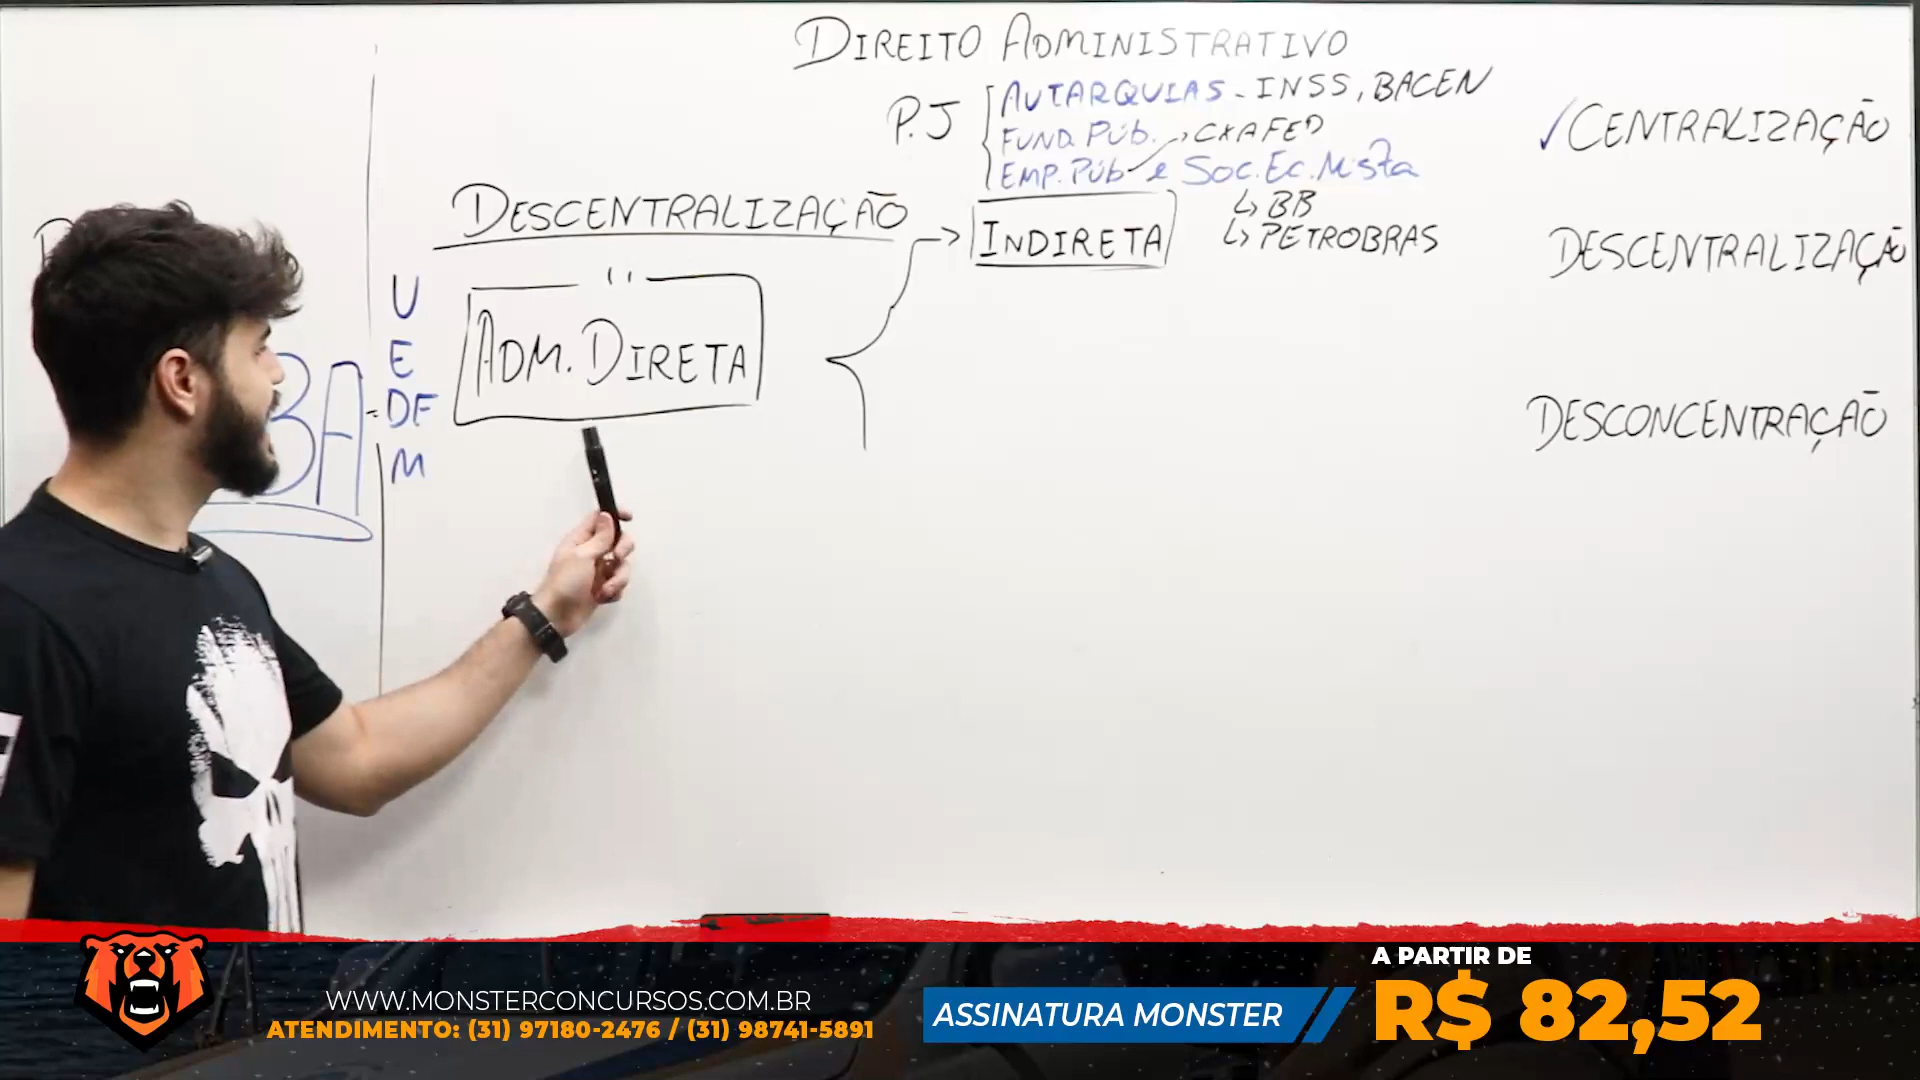 DIREITO ADMINISTRATIVO
P.J
AUTARQUIAS - INSS, BACEN
FUND. PÚB. CXAFED
EMP. PÚB e Soc. Ec. Mista
BB
PETROBRAS
DESCENTRALIZAÇÃO
INDIRETA
ADM. DIRETA
U
E
DF
M
BA
✓CENTRALIZAÇÃO
DESCENTRALIZAÇÃO
DESCONCENTRAÇÃO
WWW.MONSTERCONCURSOS.COM.BR
ATENDIMENTO: (31) 97180-2476 / (31) 98741-5891
ASSINATURA MONSTER
A PARTIR DE
R$ 82,52